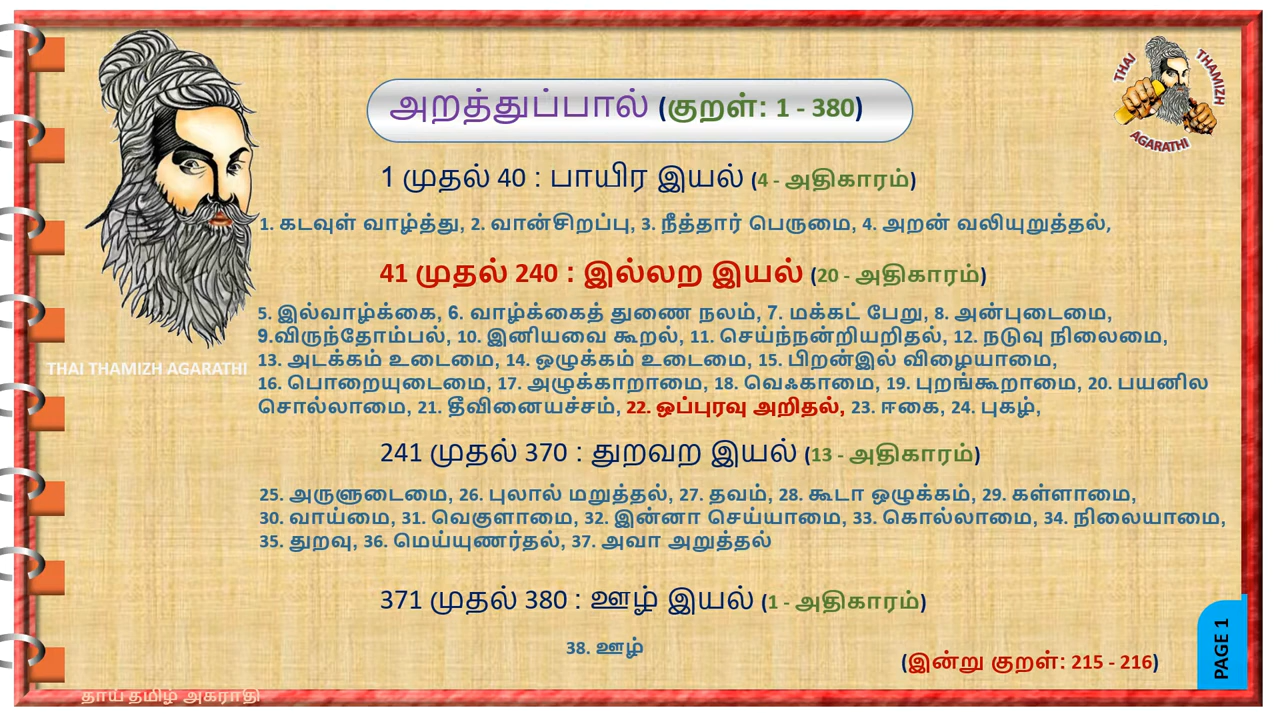 THAI THAMIZH AGARATHI
அறத்துப்பால் (குறள்: 1 - 380)
1 முதல் 40 : பாயிர இயல் (4 - அதிகாரம்)
1. கடவுள் வாழ்த்து, 2. வான்சிறப்பு, 3. நீத்தார் பெருமை, 4. அறன் வலியுறுத்தல்,
41 முதல் 240 : இல்லற இயல் (20 - அதிகாரம்)
5. இல்வாழ்க்கை, 6. வாழ்க்கைத் துணை நலம், 7. மக்கட் பேறு, 8. அன்புடைமை,
9.விருந்தோம்பல், 10. இனியவை கூறல், 11. செய்ந்நன்றியறிதல், 12. நடுவு நிலைமை,
13. அடக்கம் உடைமை, 14. ஒழுக்கம் உடைமை, 15. பிறன்இல் விழையாமை,
16. பொறையுடைமை, 17. அழுக்காறாமை, 18. வெஃகாமை, 19. புறங்கூறாமை, 20. பயனில
சொல்லாமை, 21. தீவினையச்சம், 22. ஒப்புரவு அறிதல், 23. ஈகை, 24. புகழ்,
THAI THAMIZH AGARATHI
241 முதல் 370 : துறவற இயல் (13 - அதிகாரம்)
25. அருளுடைமை, 26. புலால் மறுத்தல், 27. தவம், 28. கூடா ஒழுக்கம், 29. கள்ளாமை,
30. வாய்மை, 31. வெகுளாமை, 32. இன்னா செய்யாமை, 33. கொல்லாமை, 34. நிலையாமை,
35. துறவு, 36. மெய்யுணர்தல், 37. அவா அறுத்தல்
371 முதல் 380 : ஊழ் இயல் (1 - அதிகாரம்)
38. ஊழ்
(இன்று குறள்: 215 - 216)
PAGE 1
தாய் தமிழ் அகராதி